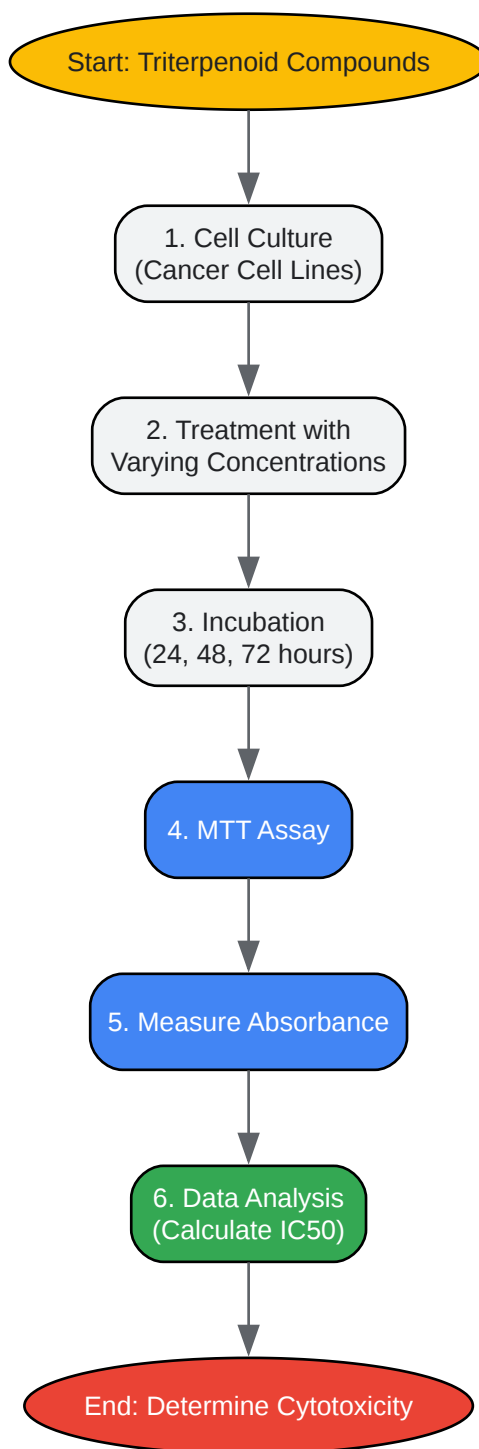 Start: Triterpenoid Compounds
1. Cell Culture
(Cancer Cell Lines)
2. Treatment with
Varying Concentrations
3. Incubation
(24, 48, 72 hours)
4. MTT Assay
5. Measure Absorbance
6. Data Analysis
(Calculate IC50)
End: Determine Cytotoxicity